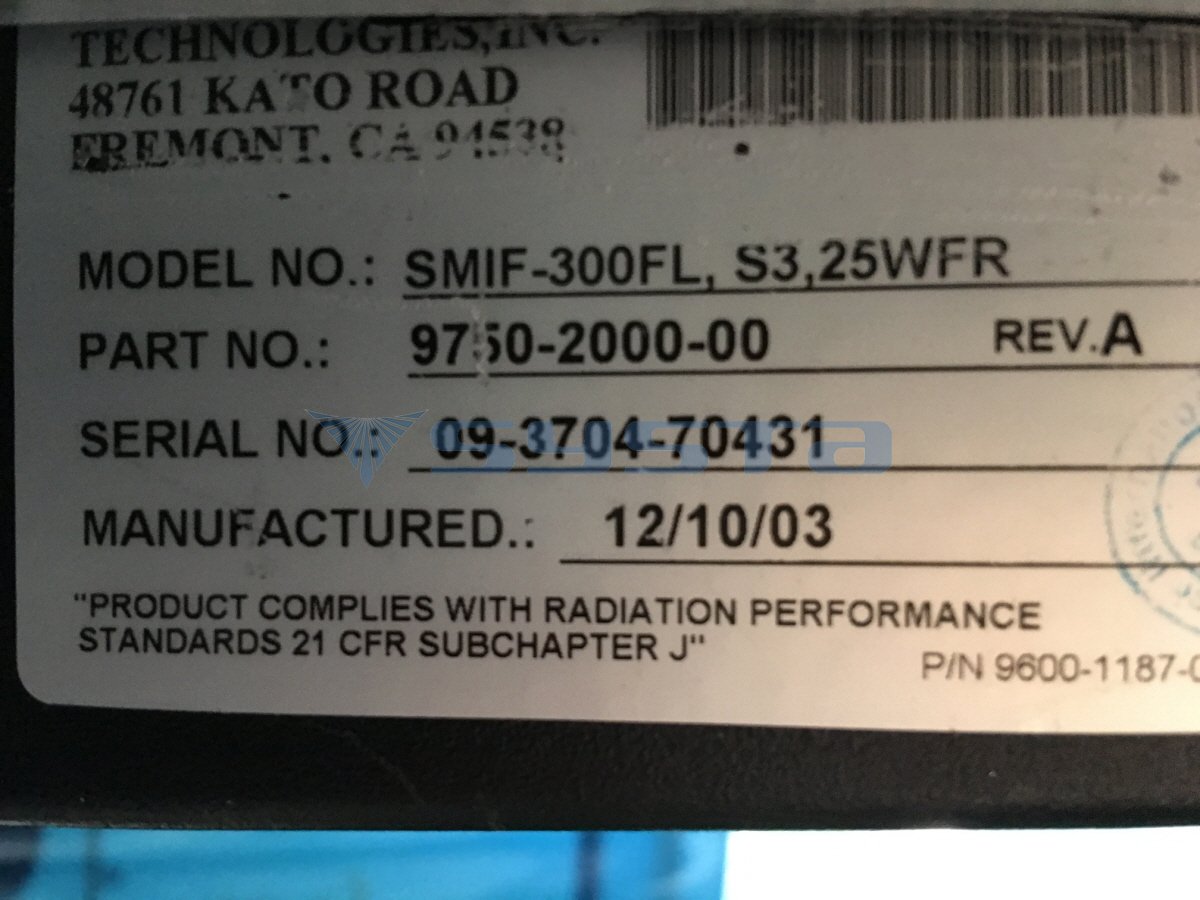 TECHNOLOGIES, INC.
48761 KATO ROAD
FREMONT, CA 94538
MODEL NO.: SMIF-300FL, S3,25WFR
PART NO.: 9750-2000-00 REV.A
SERIAL NO.: 09-3704-70431
SYSTA
MANUFACTURED.: 12/10/03
"PRODUCT COMPLIES WITH RADIATION PERFORMANCE
STANDARDS 21 CFR SUBCHAPTER J"
P/N 9600-1187-0